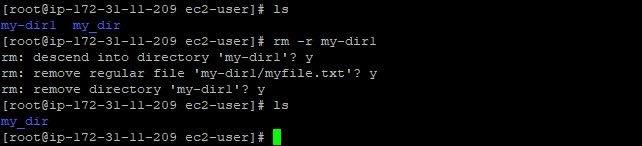 [root@ip-172-31-11-209 ec2-user]# ls
my-dir1  my_dir
[root@ip-172-31-11-209 ec2-user]# rm -r my-dir1
rm: descend into directory 'my-dir1'? y
rm: remove regular file 'my-dir1/myfile.txt'? y
rm: remove directory 'my-dir1'? y
[root@ip-172-31-11-209 ec2-user]# ls
my_dir
[root@ip-172-31-11-209 ec2-user]#